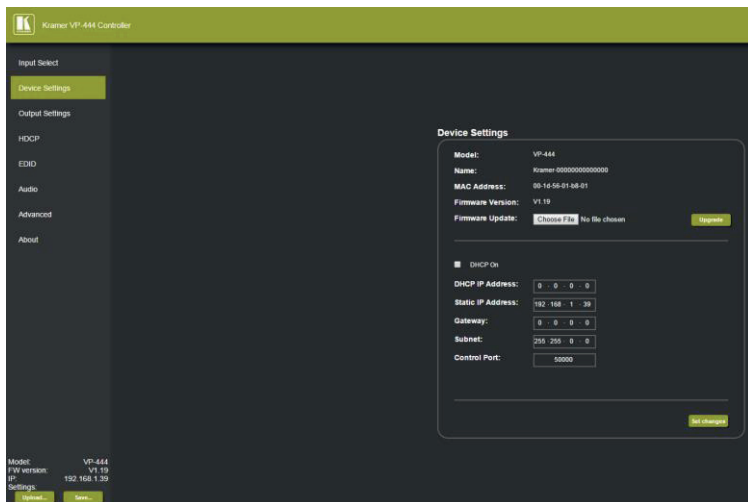 K
Kramer VP-444 Controller
Input Select
Device Settings
Output Settings
HDCP
EDID
Audio
Advanced
About
Device Settings
Model: VP-444
Name: Kramer-00000000000000
MAC Address: 00-1d-56-01-b8-01
Firmware Version: V1.19
Firmware Update: Choose File No file chosen Upgrade
DHCP On
DHCP IP Address: 0 . 0 . 0 . 0
Static IP Address: 192 . 168 . 1 . 39
Gateway: 0 . 0 . 0 . 0
Subnet: 255 . 255 . 0 . 0
Control Port: 50000
Set changes
Model: VP-444
FW version: V1.19
IP: 192.168.1.39
Settings:
Upload... Save...